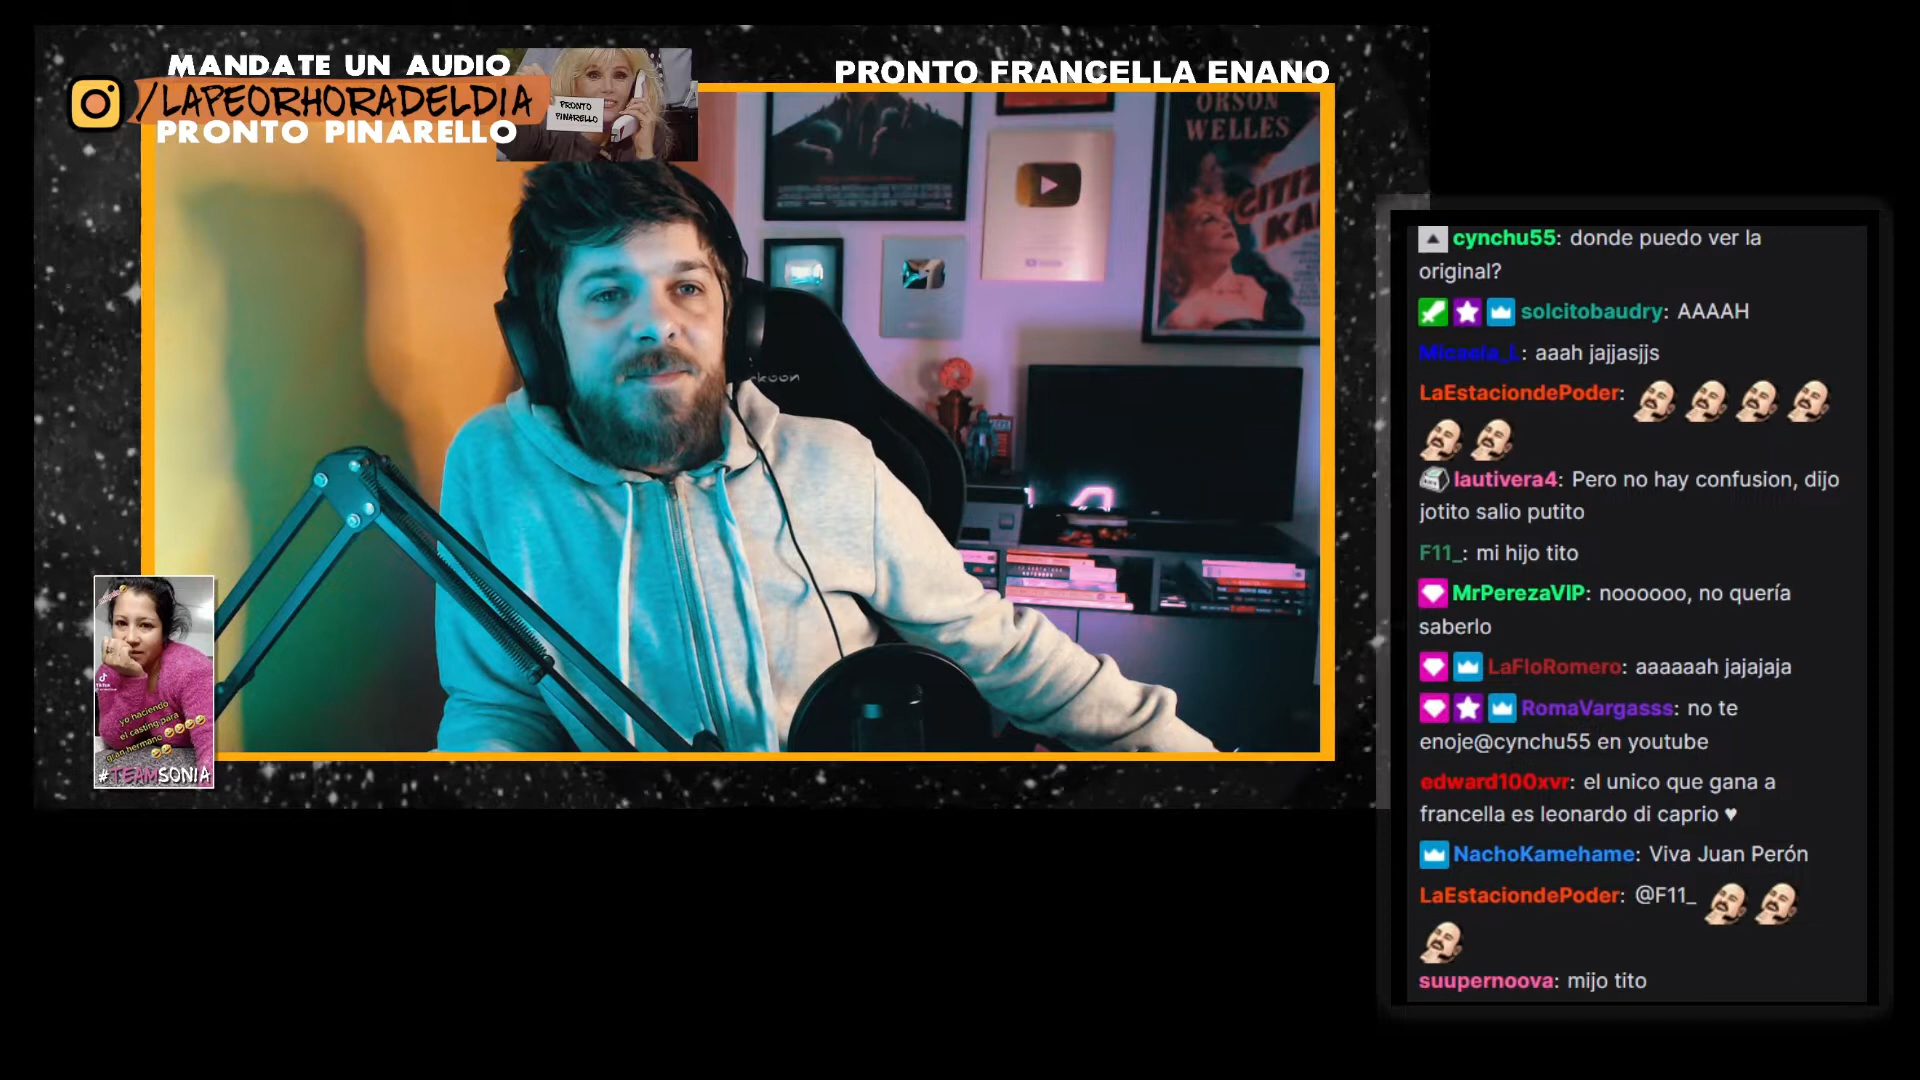 MANDATE UN AUDIO
/LAPEORHORADELDIA
PRONTO PINARELLO
PRONTO
PINARELLO
PRONTO FRANCELLA ENANO
ORSON
WELLES
yo haciendo
el casting para
gran hermano
#TEAMSONIA
cynchu55: donde puedo ver la
original?
solcitobaudry: AAAAH
Micaela_L: aaah jajjasjjs
LaEstaciondePoder:
lautivera4: Pero no hay confusion, dijo
jotito salio putito
F11_: mi hijo tito
MrPerezaVIP: noooooo, no quería
saberlo
LaFloRomero: aaaaaah jajajaja
RomaVargasss: no te
enoje@cynchu55 en youtube
edward100xvr: el unico que gana a
francella es leonardo di caprio ♥
NachoKamehame: Viva Juan Perón
LaEstaciondePoder: @F11_
suupernoova: mijo tito